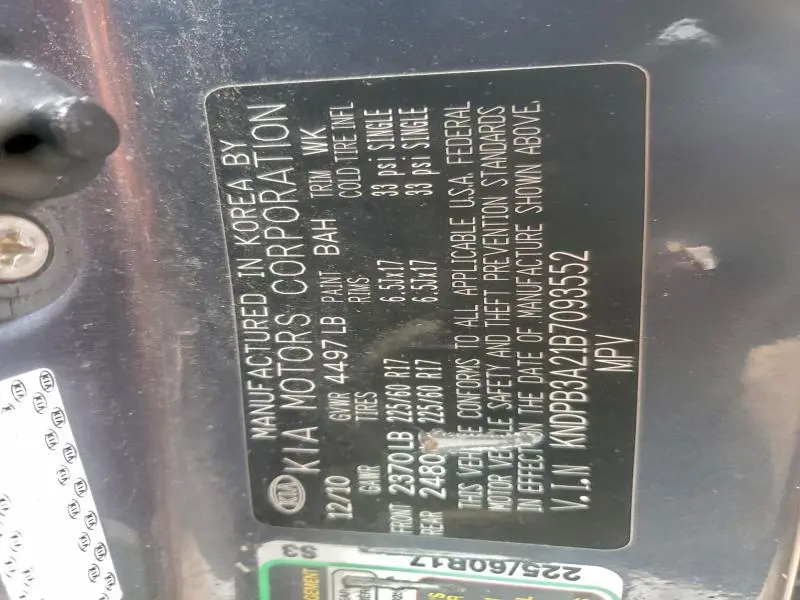 MANUFACTURED IN KOREA BY
KIA KIA MOTORS CORPORATION
12/10 GVWR 4497 LB PAINT BAH TRIM WK
GAWR TIRES RIMS COLD TIRE INFL
FRONT 2370 LB 225/60 R17 6.5Jx17 33 psi SINGLE
REAR 2480 225/60 R17 6.5Jx17 33 psi SINGLE
THIS VEHICLE CONFORMS TO ALL APPLICABLE U.S.A. FEDERAL
MOTOR VEHICLE SAFETY AND THEFT PREVENTION STANDARDS
IN EFFECT ON THE DATE OF MANUFACTURE SHOWN ABOVE.
V.I.N KNDPB3A21B7093552
MPV
225/60R17
S3